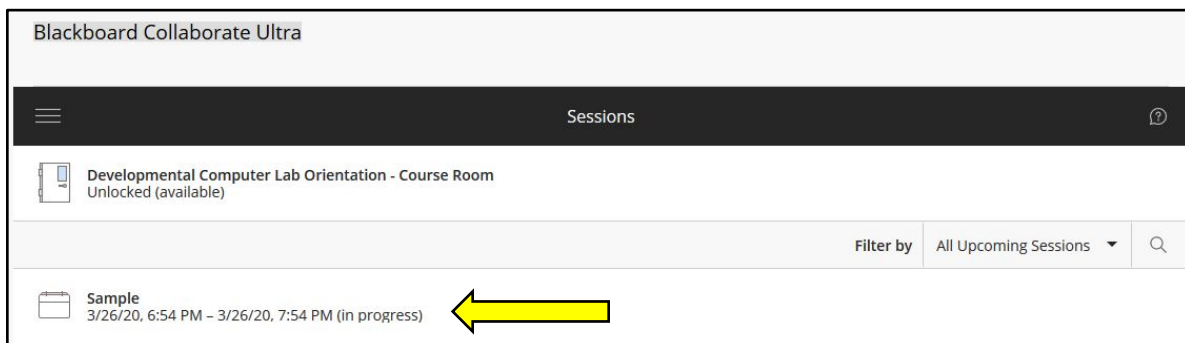 Blackboard Collaborate Ultra
Sessions
Developmental Computer Lab Orientation - Course Room
Unlocked (available)
Filter by All Upcoming Sessions
Sample
3/26/20, 6:54 PM – 3/26/20, 7:54 PM (in progress)